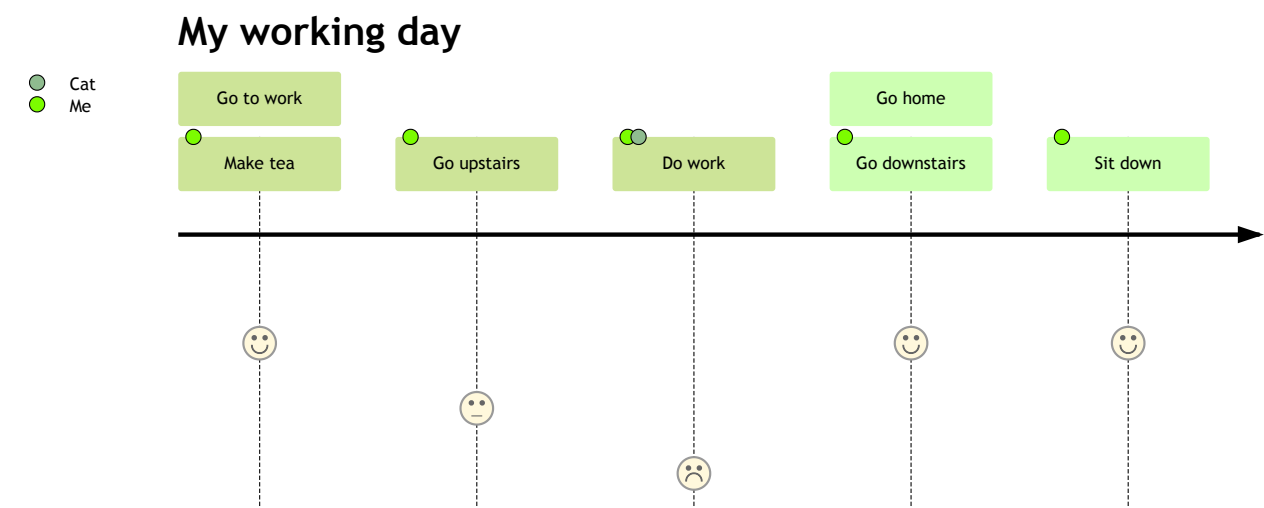 My working day
Cat
Me
Go to work
Go home
Make tea
Go upstairs
Do work
Go downstairs
Sit down